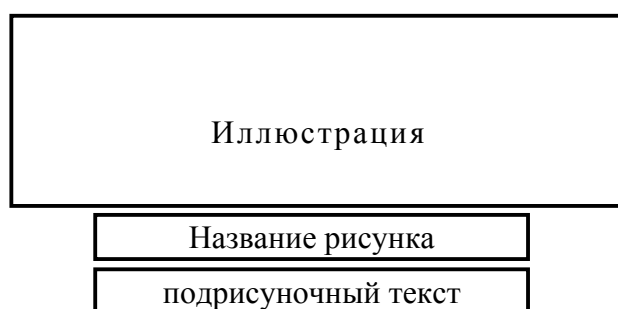 Иллюстрация
Название рисунка
подрисуночный текст